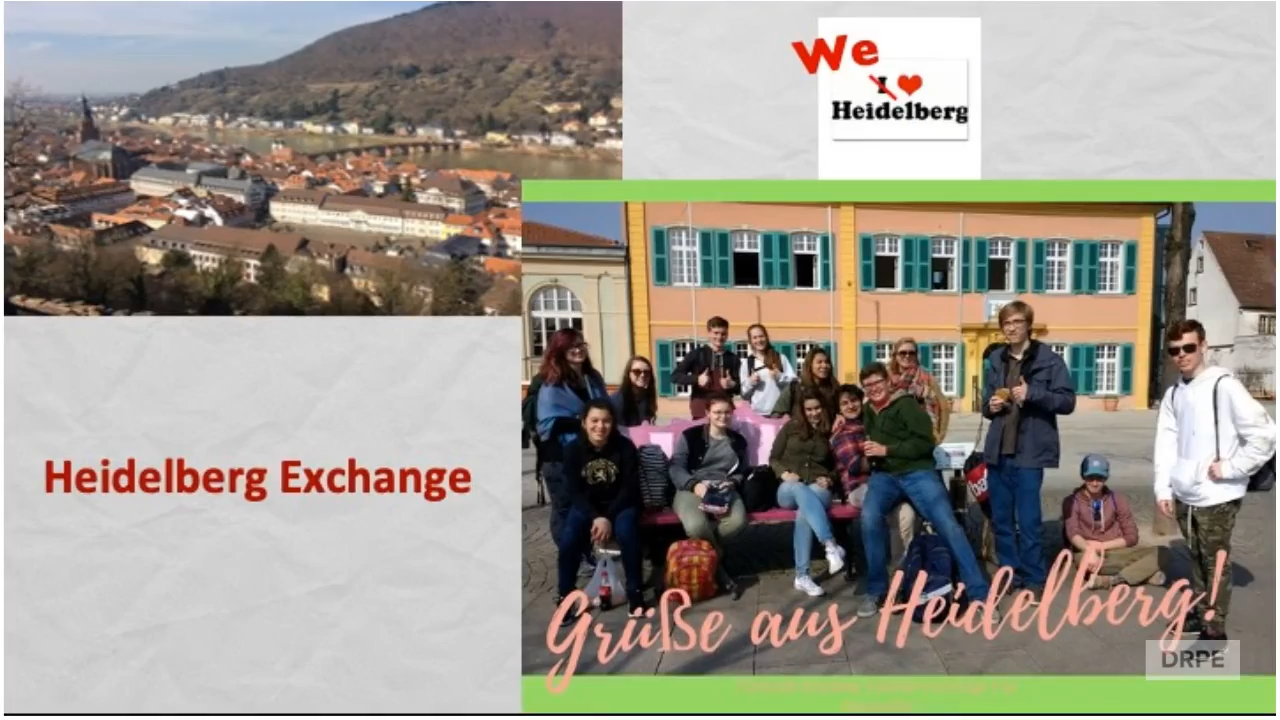 We
I ❤
Heidelberg
Heidelberg Exchange
Grüße aus Heidelberg!
DRPE